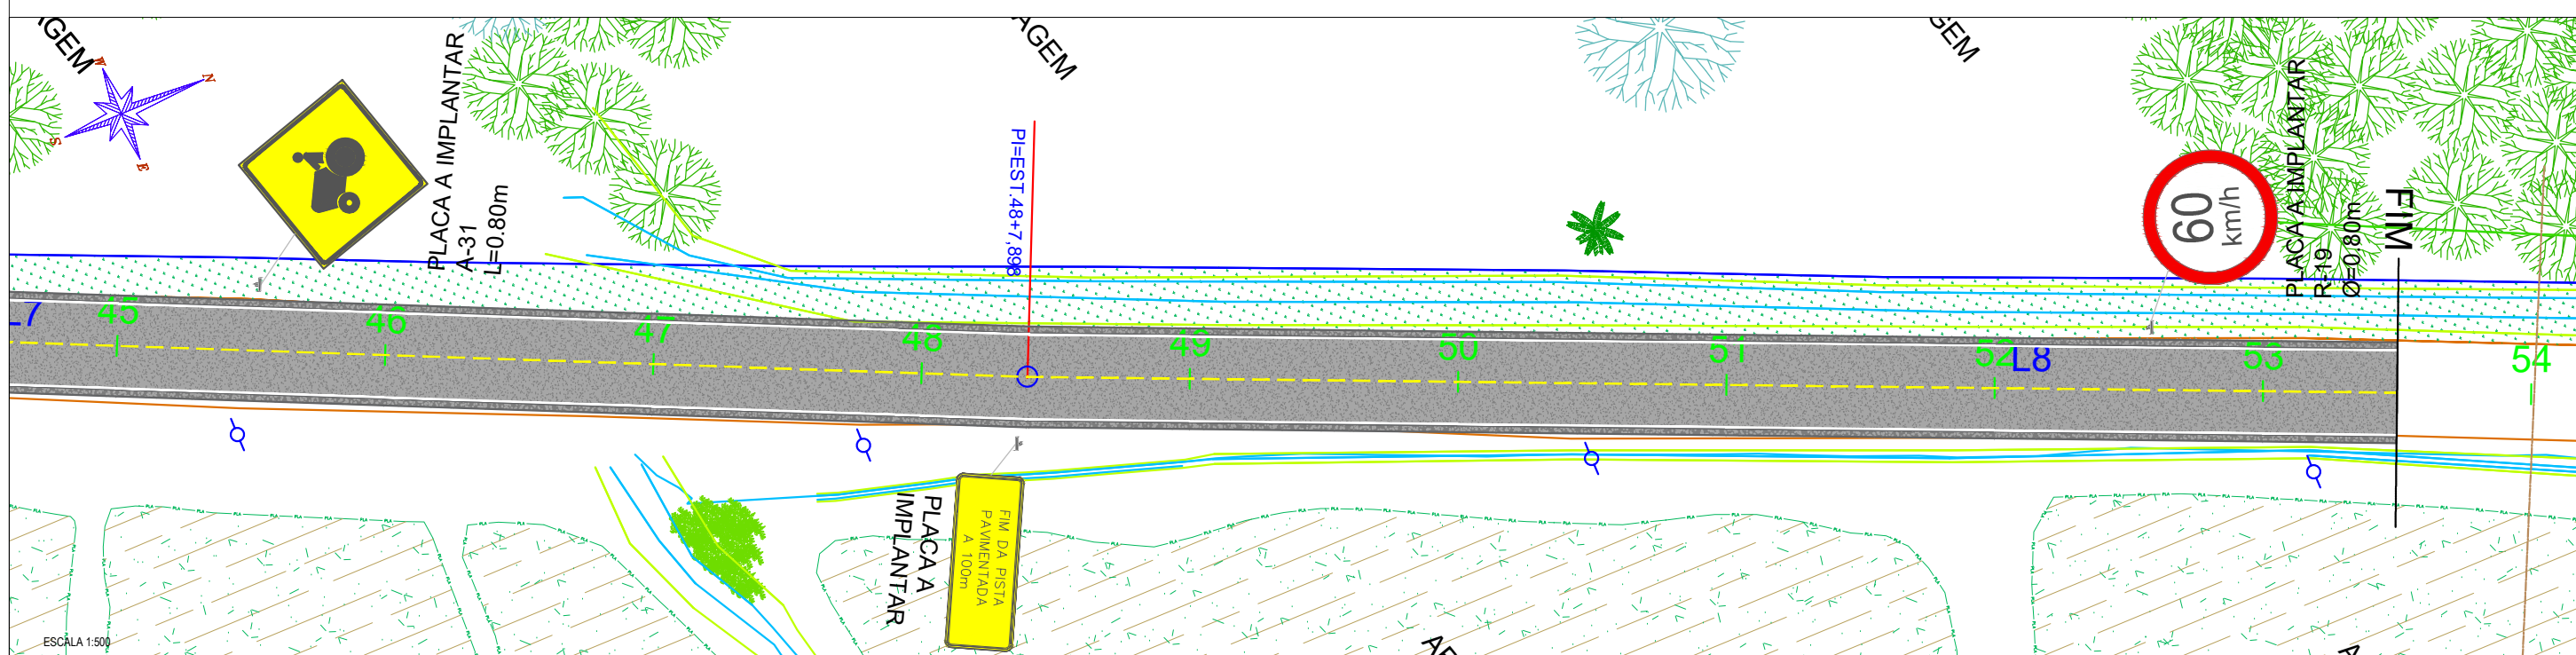 AGEM
W
N
S
E
PLACA A IMPLANTAR
A-31
L=0.80m
AGEM
PI=EST.48+7,898
GEM
60
km/h
PLACA A IMPLANTAR
R-19
Ø=0.80m
FIM
L7
45
46
47
48
49
50
51
52
L8
53
54
PLACA A
IMPLANTAR
FIM DA PISTA
PAVIMENTADA
A 100m
ESCALA 1:500